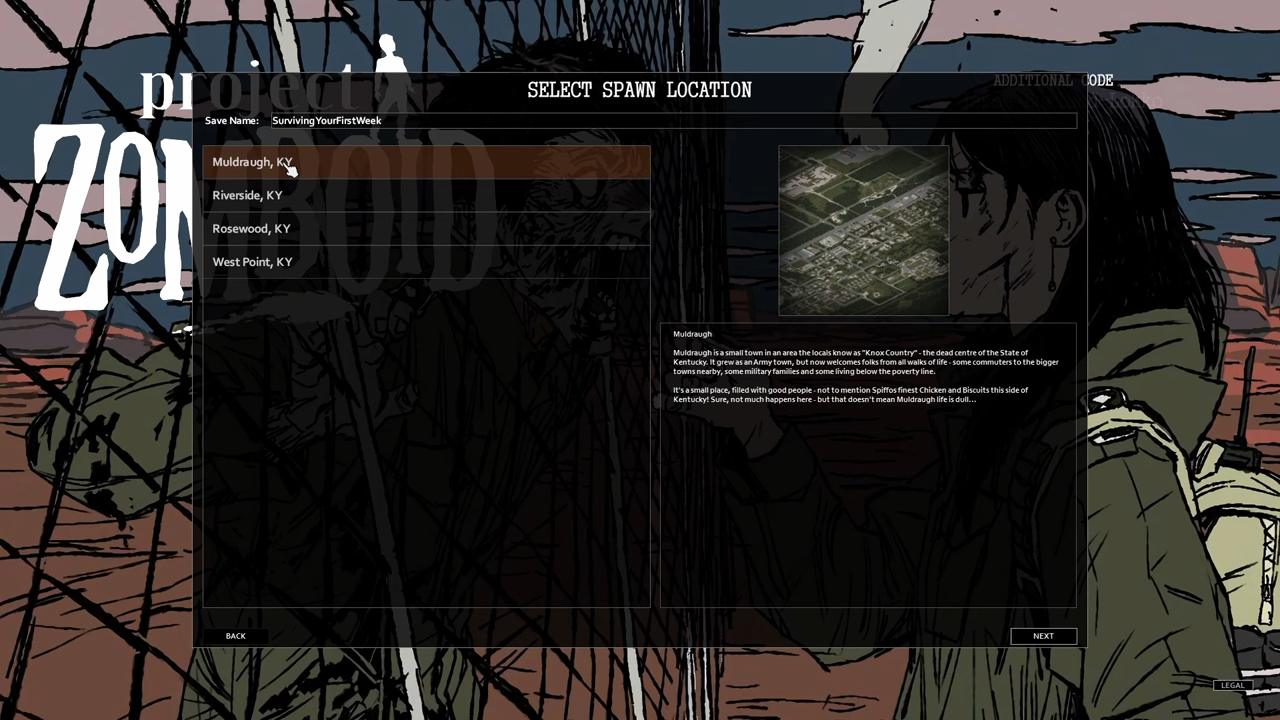 project
ZOMBOID
ADDITIONAL CODE
SELECT SPAWN LOCATION
Save Name: SurvivingYourFirstWeek
Muldraugh, KY
Riverside, KY
Rosewood, KY
West Point, KY
Muldraugh
Muldraugh is a small town in an area the locals know as "Knox Country" - the dead centre of the State of
Kentucky. It grew as an Army town, but now welcomes folks from all walks of life - some commuters to the bigger
towns nearby, some military families and some living below the poverty line.
It's a small place, filled with good people - not to mention Spiffos finest Chicken and Biscuits this side of
Kentucky! Sure, not much happens here - but that doesn't mean Muldraugh life is dull...
BACK
NEXT
LEGAL